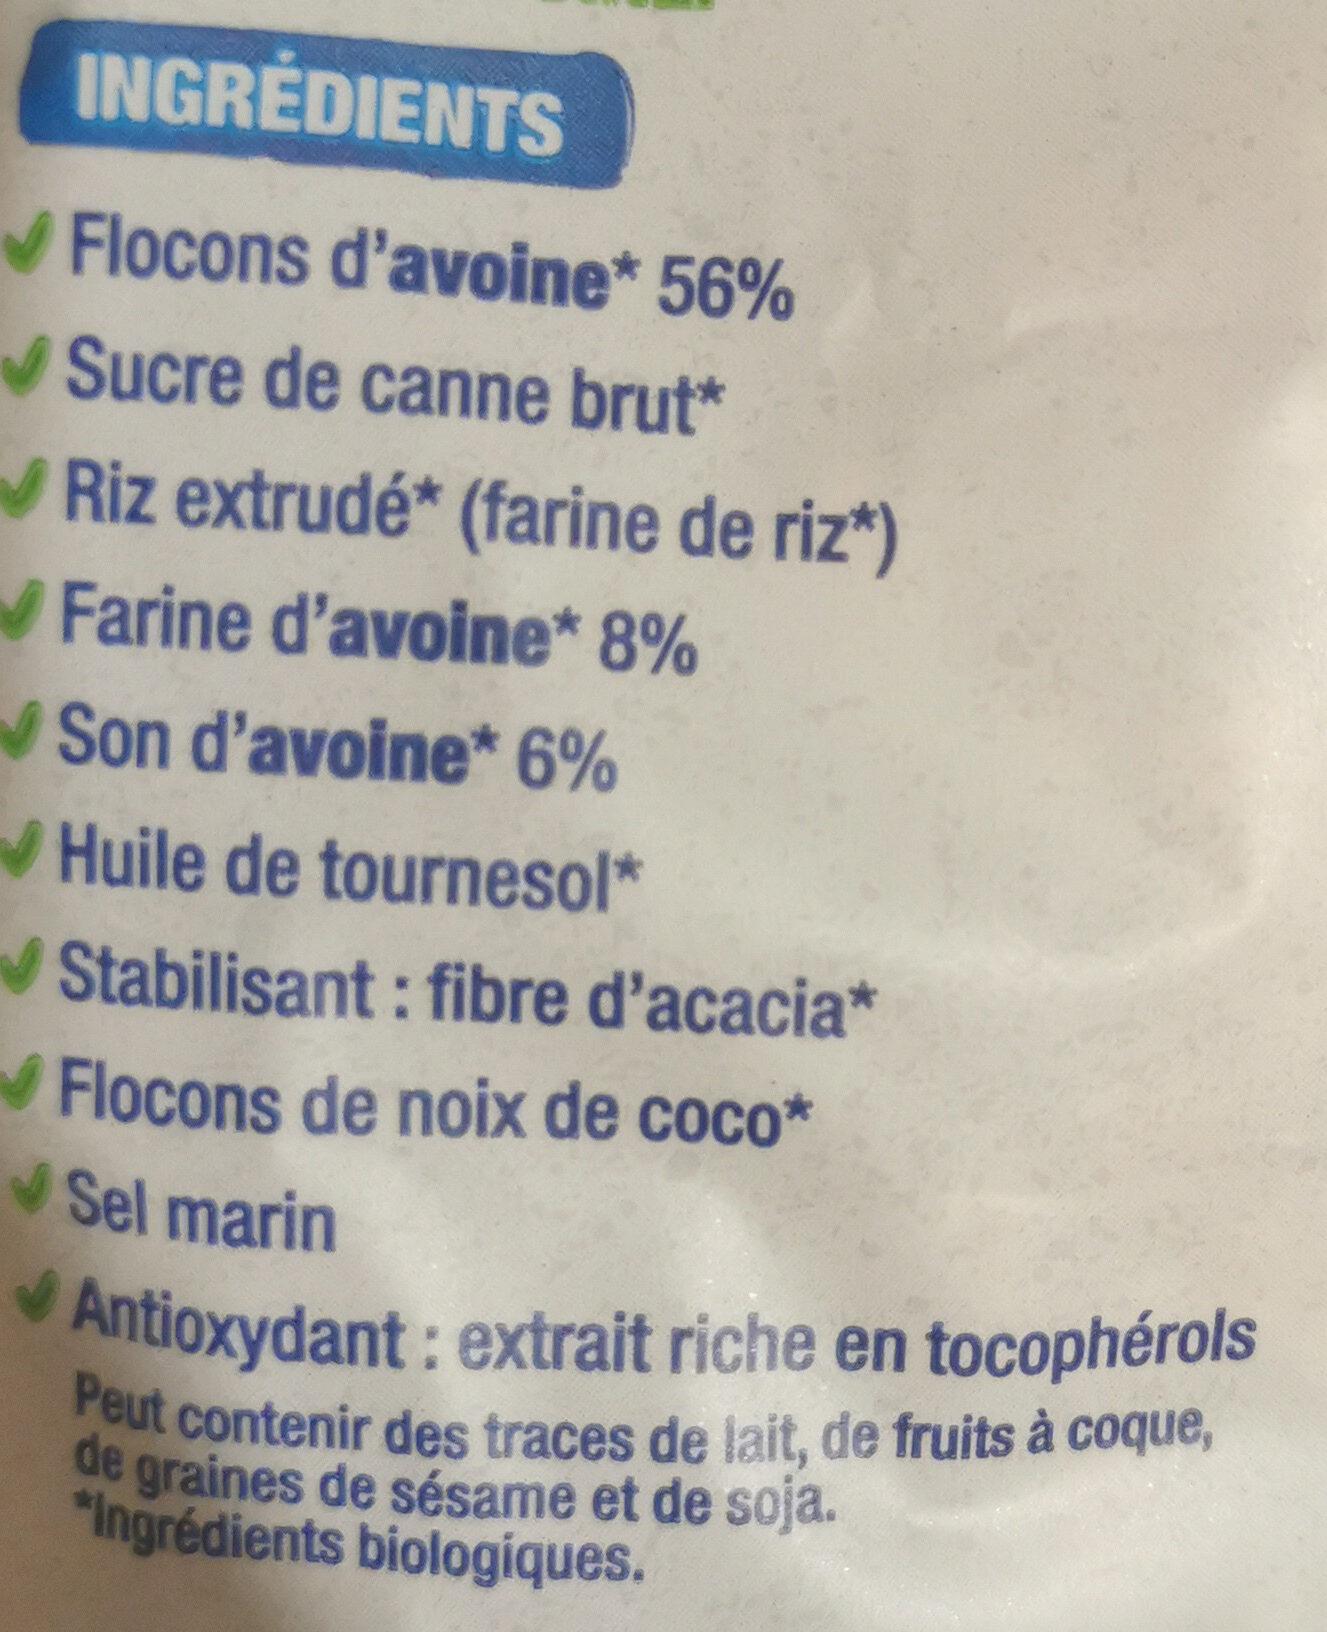 INGRÉDIENTS
Flocons d'avoine* 56%
Sucre de canne brut*
Riz extrudé* (farine de riz*)
Farine d'avoine* 8%
Son d'avoine* 6%
Huile de tournesol*
Stabilisant : fibre d'acacia*
Flocons de noix de coco*
Sel marin
Antioxydant : extrait riche en tocophérols
Peut contenir des traces de lait, de fruits à coque,
de graines de sésame et de soja.
*Ingrédients biologiques.